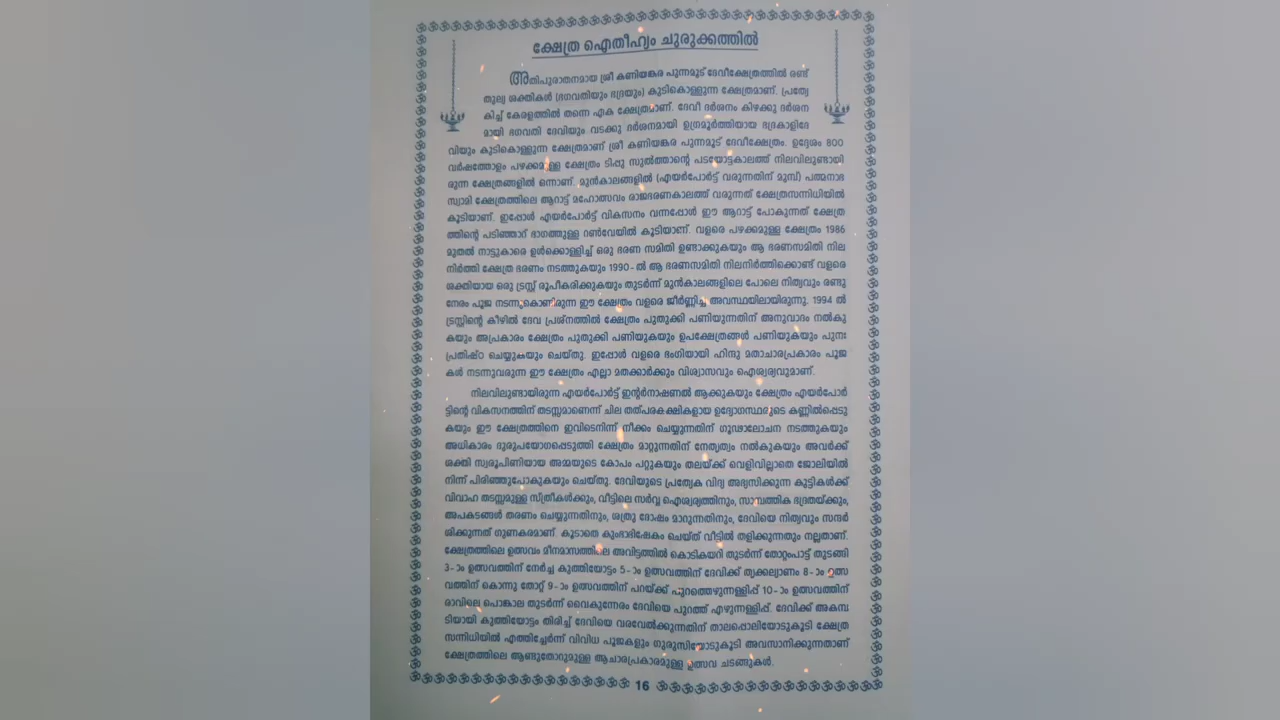 ക്ഷേത്ര ഐതീഹ്യം ചുരുക്കത്തിൽ
അതിപുരാതനമായ ശ്രീ കണിയങ്കര പുന്നമൂട് ദേവീക്ഷേത്രത്തിൽ രണ്ട്
തുല്യ ശക്തികൾ (ഭഗവതിയും ഭദ്രയും) കുടികൊള്ളുന്ന ക്ഷേത്രമാണ്. പ്രത്യേ
കിച്ച് കേരളത്തിൽ തന്നെ ഏക ക്ഷേത്രമാണ്. ദേവീ ദർശനം കിഴക്കു ദർശന
മായി ഭഗവതി ദേവിയും വടക്കു ദർശനമായി ഉഗ്രമൂർത്തിയായ ഭദ്രകാളിദേ
വിയും കുടികൊള്ളുന്ന ക്ഷേത്രമാണ് ശ്രീ കണിയങ്കര പുന്നമൂട് ദേവീക്ഷേത്രം. ഉദ്ദേശം 800
വർഷത്തോളം പഴക്കമുള്ള ക്ഷേത്രം ടിപ്പു സുൽത്താന്റെ പടയോട്ടകാലത്ത് നിലവിലുണ്ടായി
രുന്ന ക്ഷേത്രങ്ങളിൽ ഒന്നാണ്. മുൻകാലങ്ങളിൽ (എയർപോർട്ട് വരുന്നതിന് മുമ്പ്) പത്മനാഭ
സ്വാമി ക്ഷേത്രത്തിലെ ആറാട്ട് മഹോത്സവം രാജഭരണകാലത്ത് വരുന്നത് ക്ഷേത്രസന്നിധിയിൽ
കൂടിയാണ്. ഇപ്പോൾ എയർപോർട്ട് വികസനം വന്നപ്പോൾ ഈ ആറാട്ട് പോകുന്നത് ക്ഷേത്ര
ത്തിന്റെ പടിഞ്ഞാറ് ഭാഗത്തുള്ള റൺവേയിൽ കൂടിയാണ്. വളരെ പഴക്കമുള്ള ക്ഷേത്രം 1986
മുതൽ നാട്ടുകാരെ ഉൾക്കൊള്ളിച്ച് ഒരു ഭരണ സമിതി ഉണ്ടാക്കുകയും ആ ഭരണസമിതി നില
നിർത്തി ക്ഷേത്ര ഭരണം നടത്തുകയും 1990-ൽ ആ ഭരണസമിതി നിലനിർത്തിക്കൊണ്ട് വളരെ
ശക്തിയായ ഒരു ട്രസ്റ്റ് രൂപീകരിക്കുകയും തുടർന്ന് മുൻകാലങ്ങളിലെ പോലെ നിത്യവും രണ്ടു
നേരം പൂജ നടന്നുകൊണ്ടിരുന്ന ഈ ക്ഷേത്രം വളരെ ജീർണ്ണിച്ച അവസ്ഥയിലായിരുന്നു. 1994 ൽ
ട്രസ്റ്റിന്റെ കീഴിൽ ദേവ പ്രശ്നത്തിൽ ക്ഷേത്രം പുതുക്കി പണിയുന്നതിന് അനുവാദം നൽകു
കയും അപ്രകാരം ക്ഷേത്രം പുതുക്കി പണിയുകയും ഉപക്ഷേത്രങ്ങൾ പണിയുകയും പുനഃ
പ്രതിഷ്ഠ ചെയ്യുകയും ചെയ്തു. ഇപ്പോൾ വളരെ ഭംഗിയായി ഹിന്ദു മതാചാരപ്രകാരം പൂജ
കൾ നടന്നുവരുന്ന ഈ ക്ഷേത്രം എല്ലാ മതക്കാർക്കും വിശ്വാസവും ഐശ്വര്യവുമാണ്.
നിലവിലുണ്ടായിരുന്ന എയർപോർട്ട് ഇന്റർനാഷണൽ ആക്കുകയും ക്ഷേത്രം എയർപോർ
ട്ടിന്റെ വികസനത്തിന് തടസ്സമാണെന്ന് ചില തത്പരകക്ഷികളായ ഉദ്യോഗസ്ഥരുടെ കണ്ണിൽപ്പെടു
കയും ഈ ക്ഷേത്രത്തിനെ ഇവിടെനിന്ന് നീക്കം ചെയ്യുന്നതിന് ഗൂഢാലോചന നടത്തുകയും
അധികാരം ദുരുപയോഗപ്പെടുത്തി ക്ഷേത്രം മാറ്റുന്നതിന് നേതൃത്വം നൽകുകയും അവർക്ക്
ശക്തി സ്വരൂപിണിയായ അമ്മയുടെ കോപം പറ്റുകയും തലയ്ക്ക് വെളിവില്ലാതെ ജോലിയിൽ
നിന്ന് പിരിഞ്ഞുപോകുകയും ചെയ്തു. ദേവിയുടെ പ്രത്യേക വിദ്യ അഭ്യസിക്കുന്ന കുട്ടികൾക്ക്
വിവാഹ തടസ്സമുള്ള സ്ത്രീകൾക്കും, വീട്ടിലെ സർവ്വ ഐശ്വര്യത്തിനും, സാമ്പത്തിക ഭദ്രതയ്ക്കും,
അപകടങ്ങൾ തരണം ചെയ്യുന്നതിനും, ശത്രു ദോഷം മാറുന്നതിനും, ദേവിയെ നിത്യവും സന്ദർ
ശിക്കുന്നത് ഗുണകരമാണ്. കൂടാതെ കുംഭാഭിഷേകം ചെയ്ത് വീട്ടിൽ തളിക്കുന്നതും നല്ലതാണ്.
ക്ഷേത്രത്തിലെ ഉത്സവം മീനമാസത്തിലെ അവിട്ടത്തിൽ കൊടികയറി തുടർന്ന് തോറ്റംപാട്ട് തുടങ്ങി
3-ാം ഉത്സവത്തിന് നേർച്ച കുത്തിയോട്ടം 5-ാം ഉത്സവത്തിന് ദേവിക്ക് തൃക്കല്യാണം 8-ാം ഉത്സ
വത്തിന് കൊന്നു തോറ്റ് 9-ാം ഉത്സവത്തിന് പറയ്ക്ക് പുറത്തെഴുന്നള്ളിപ്പ് 10-ാം ഉത്സവത്തിന്
രാവിലെ പൊങ്കാല തുടർന്ന് വൈകുന്നേരം ദേവിയെ പുറത്ത് എഴുന്നള്ളിപ്പ്. ദേവിക്ക് അകമ്പ
ടിയായി കുത്തിയോട്ടം തിരിച്ച് ദേവിയെ വരവേൽക്കുന്നതിന് താലപ്പൊലിയോടുകൂടി ക്ഷേത്ര
സന്നിധിയിൽ എത്തിച്ചേർന്ന് വിവിധ പൂജകളും ഗുരുസിയോടുകൂടി അവസാനിക്കുന്നതാണ്
ക്ഷേത്രത്തിലെ ആണ്ടുതോറുമുള്ള ആചാരപ്രകാരമുള്ള ഉത്സവ ചടങ്ങുകൾ.
16